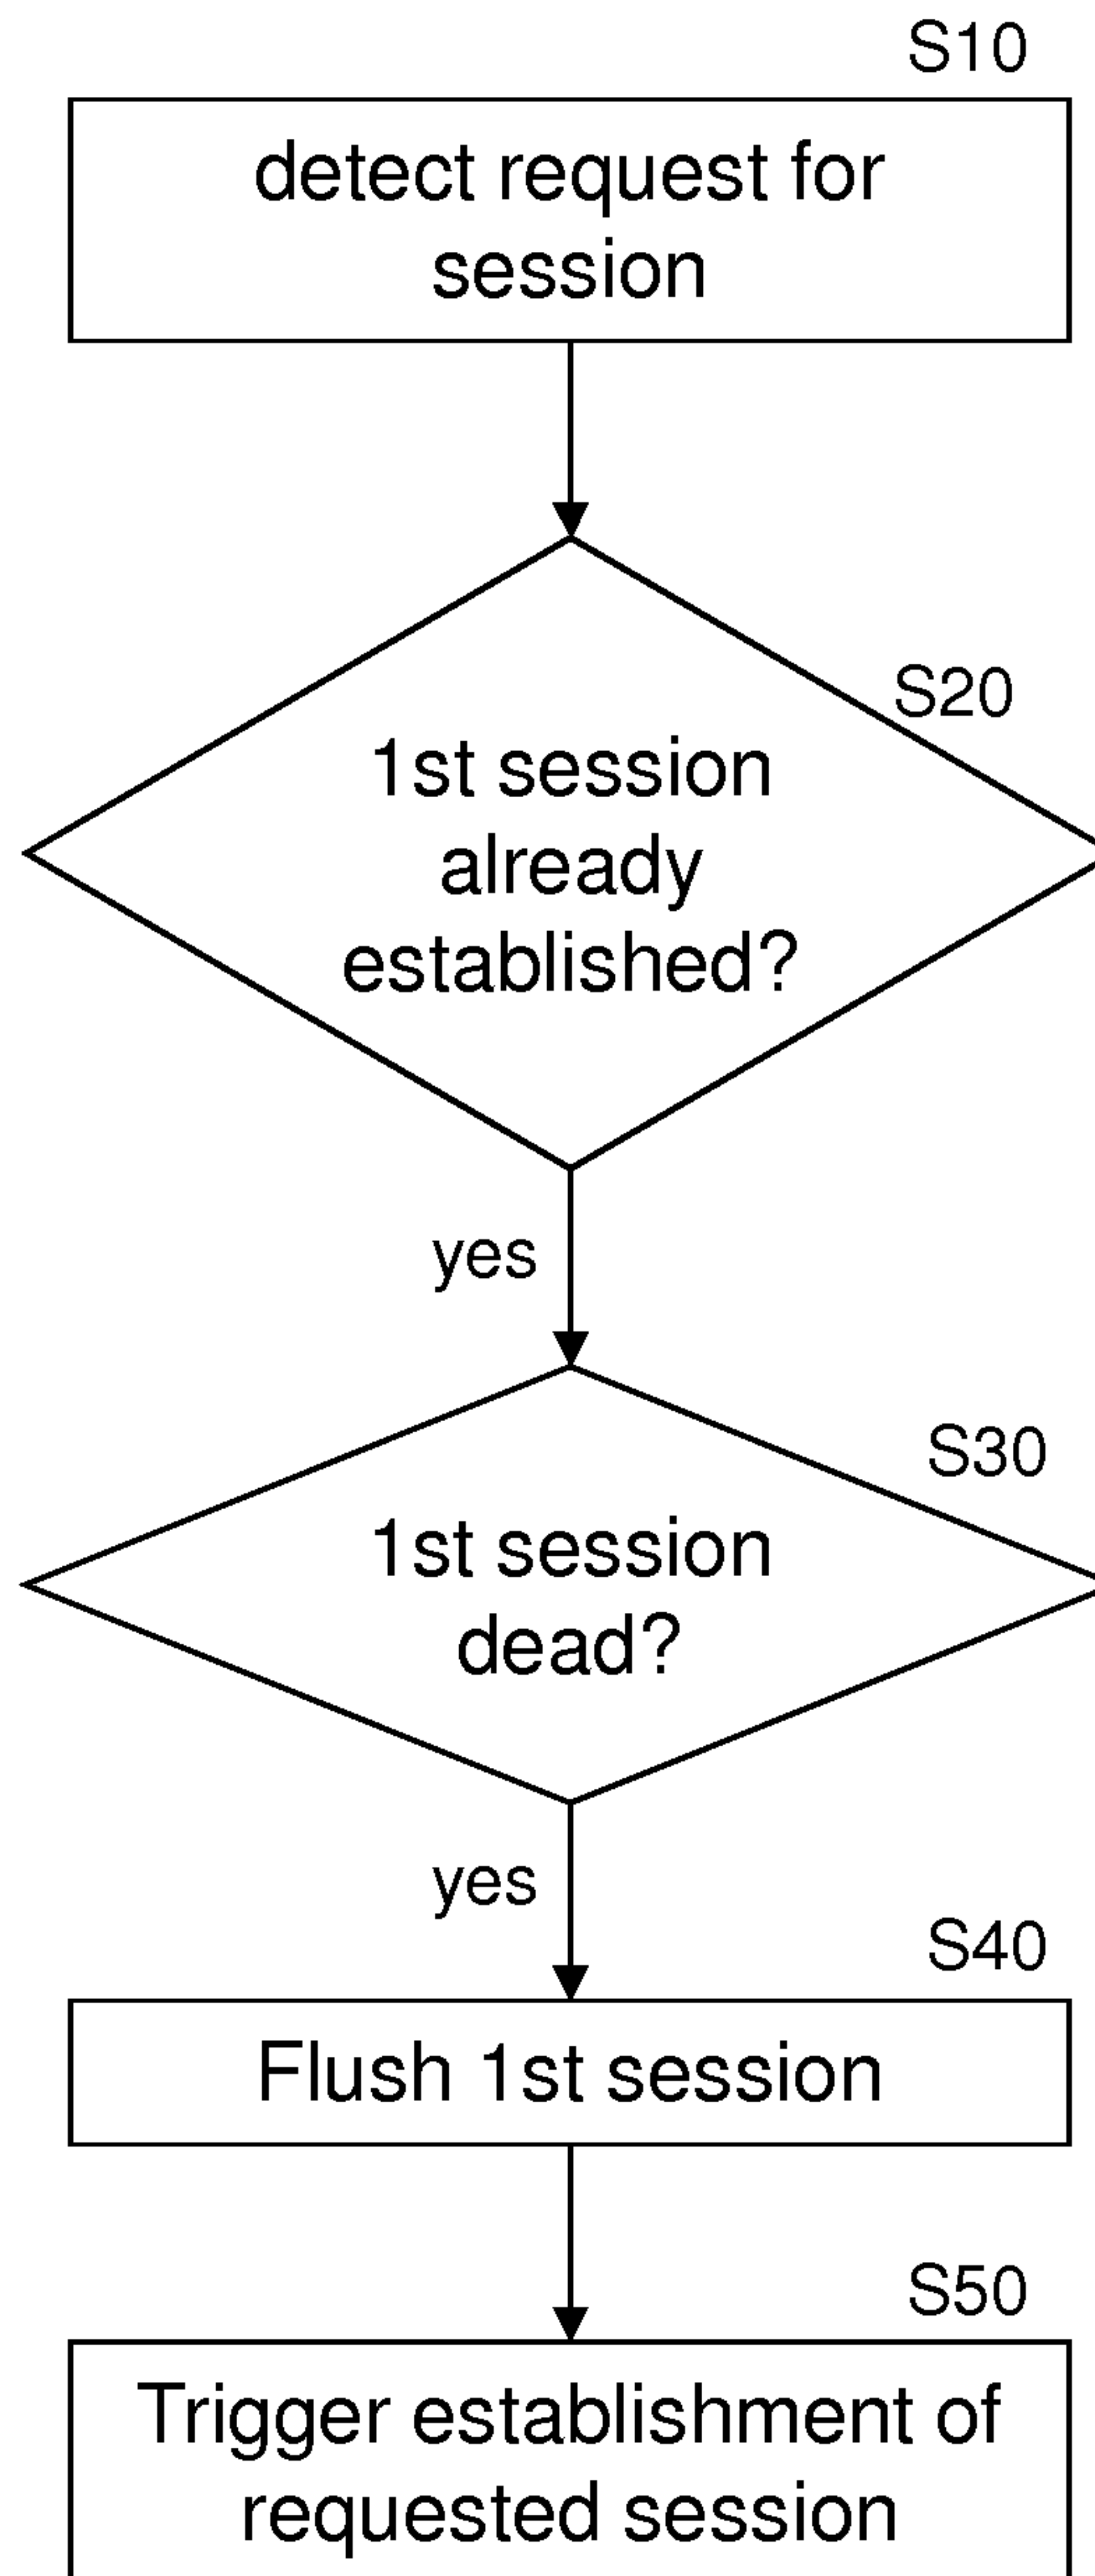 S10
detect request for
session
S20
1st session
already
established?
yes
S30
1st session
dead?
yes
S40
Flush 1st session
S50
Trigger establishment of
requested session